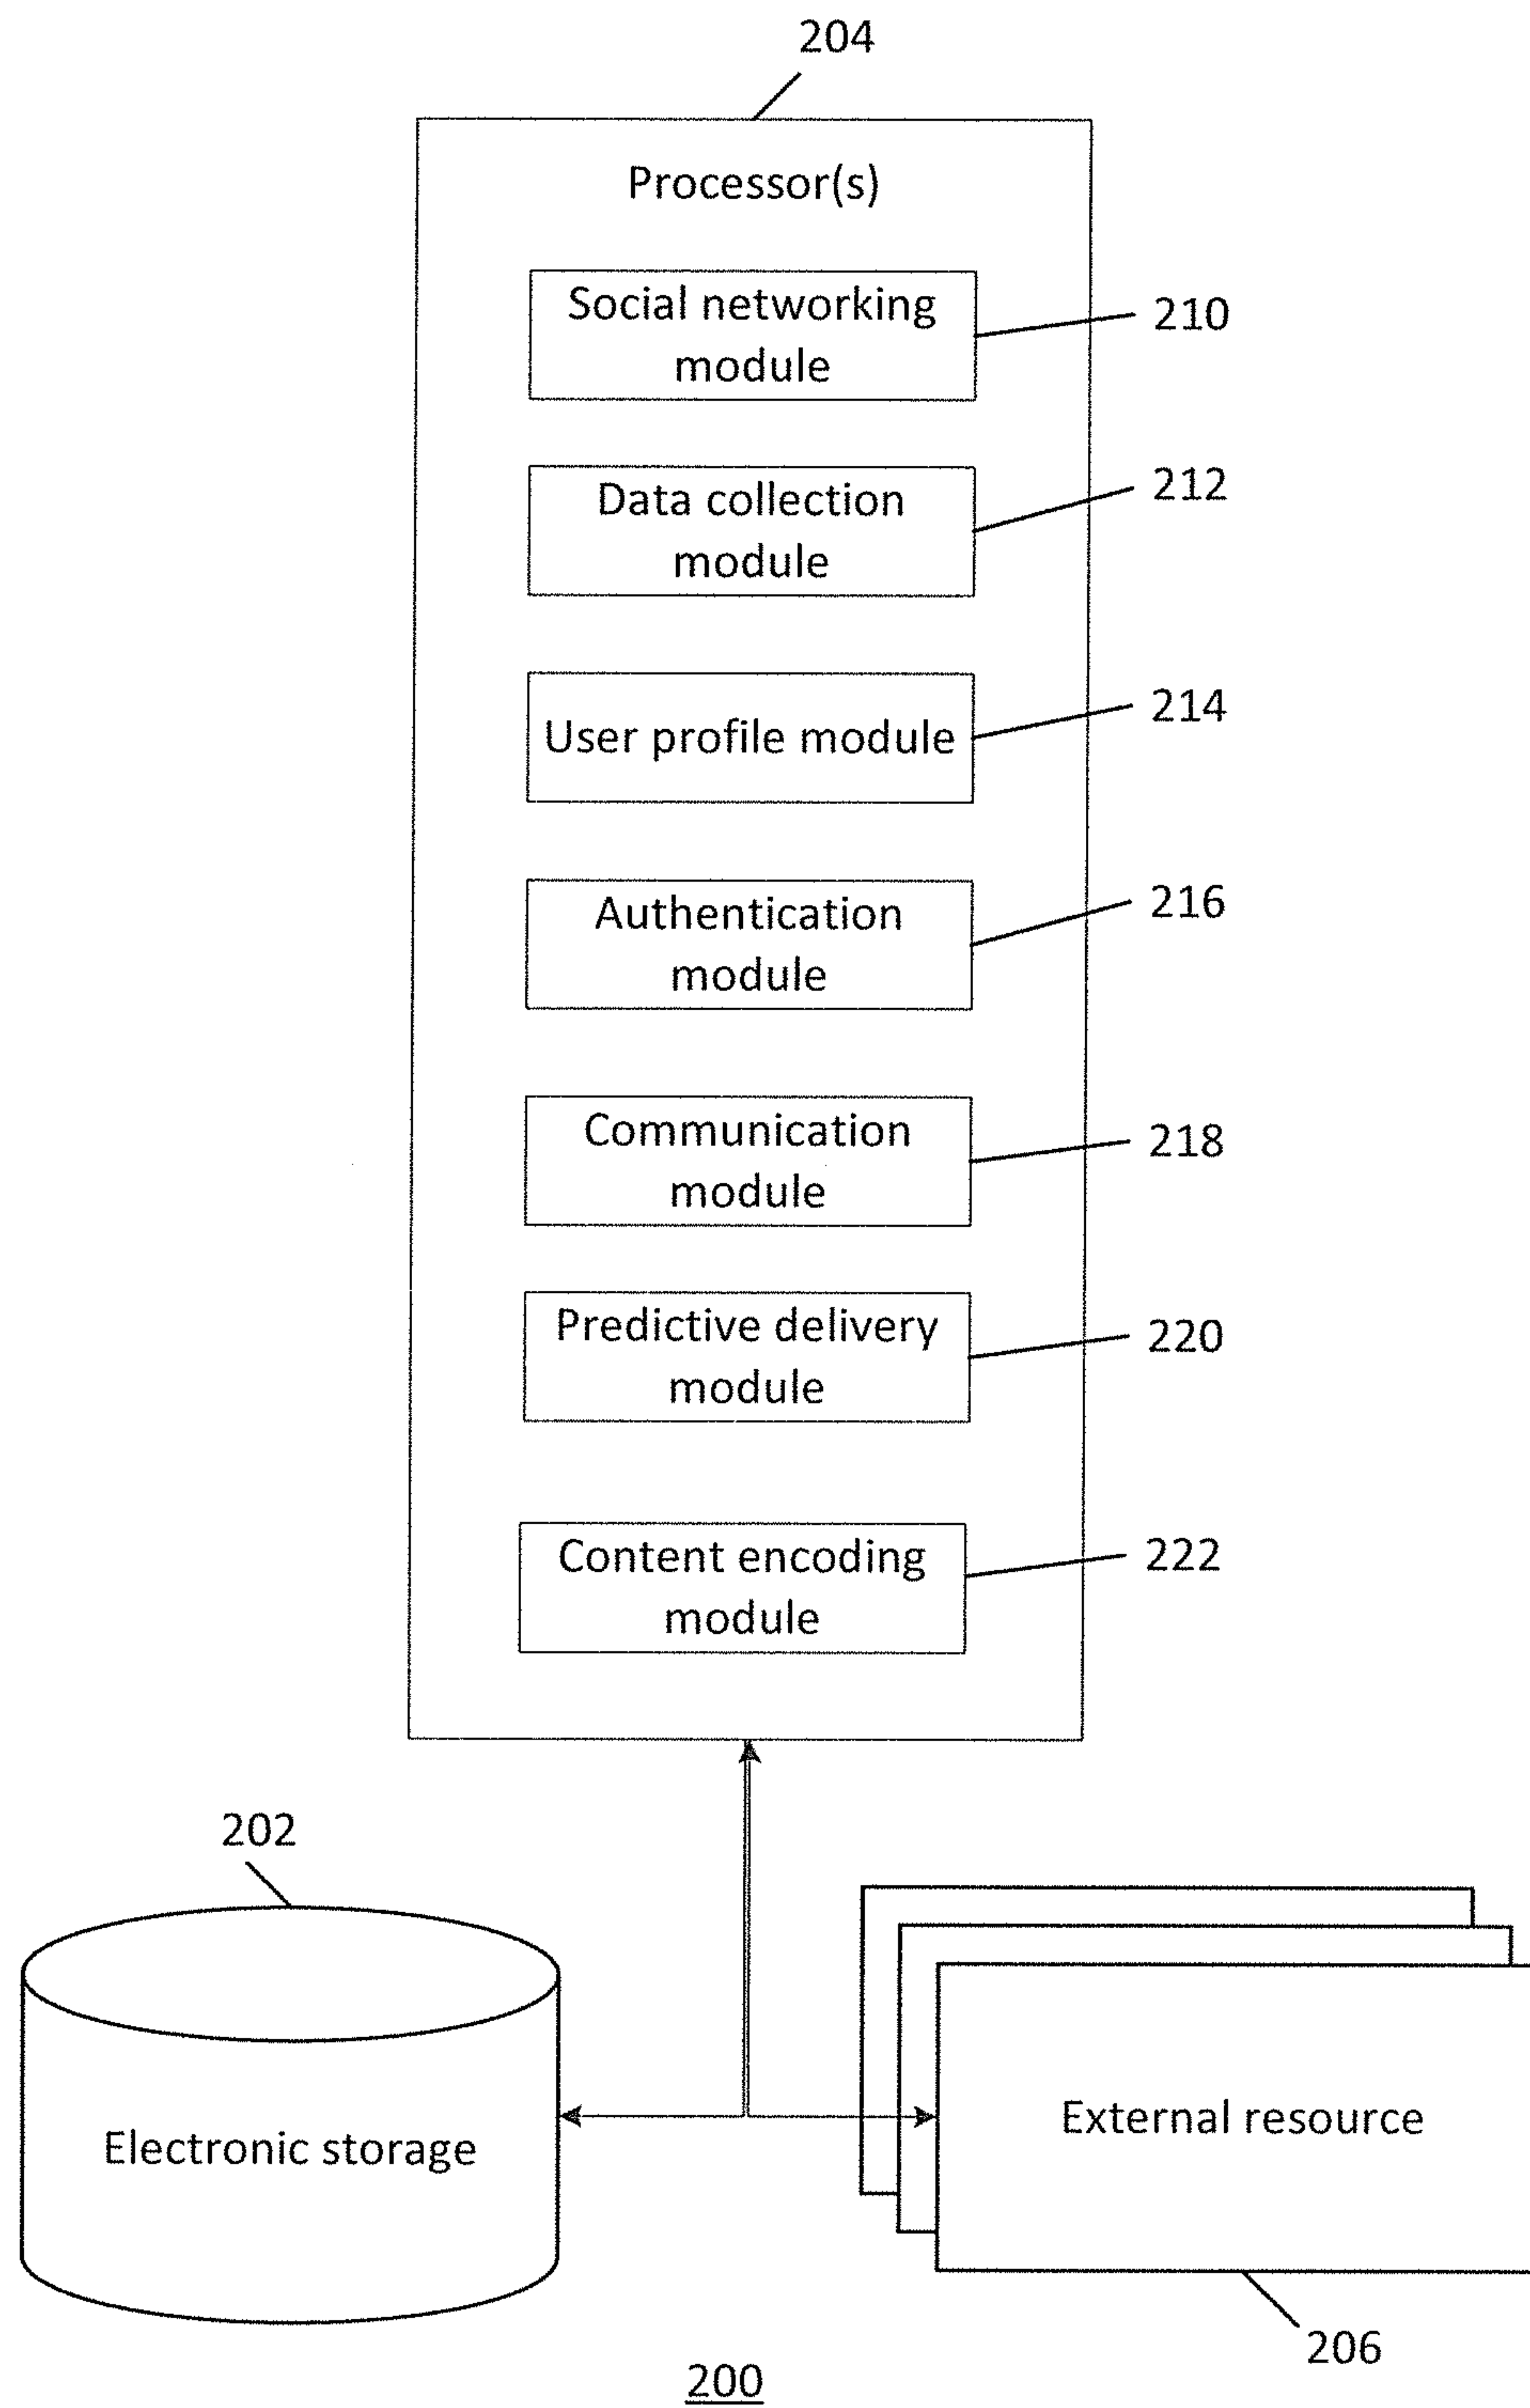 204
Processor(s)
Social networking
module
210
Data collection
module
212
User profile module
214
Authentication
module
216
Communication
module
218
Predictive delivery
module
220
Content encoding
module
222
202
Electronic storage
External resource
206
200